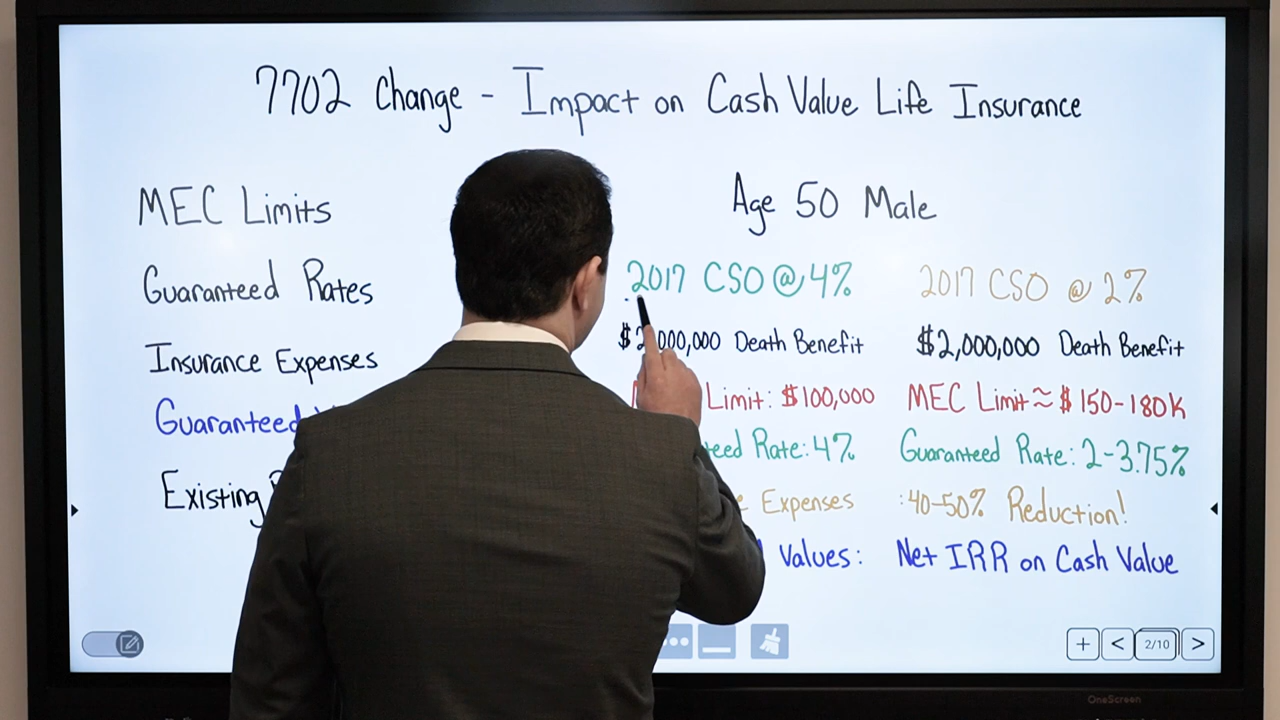 7702 Change - Impact on Cash Value Life Insurance
MEC Limits
Guaranteed Rates
Insurance Expenses
Guaranteed
Existing
Age 50 Male
2017 CSO @ 4%
000,000 Death Benefit
Limit: $100,000
Rate: 4%
Expenses
Values:
2017 CSO @ 2%
$2,000,000 Death Benefit
MEC Limit ≈ $150-180K
Guaranteed Rate: 2-3.75%
:40-50% Reduction!
Net IRR on Cash Value
2/10
OneScreen